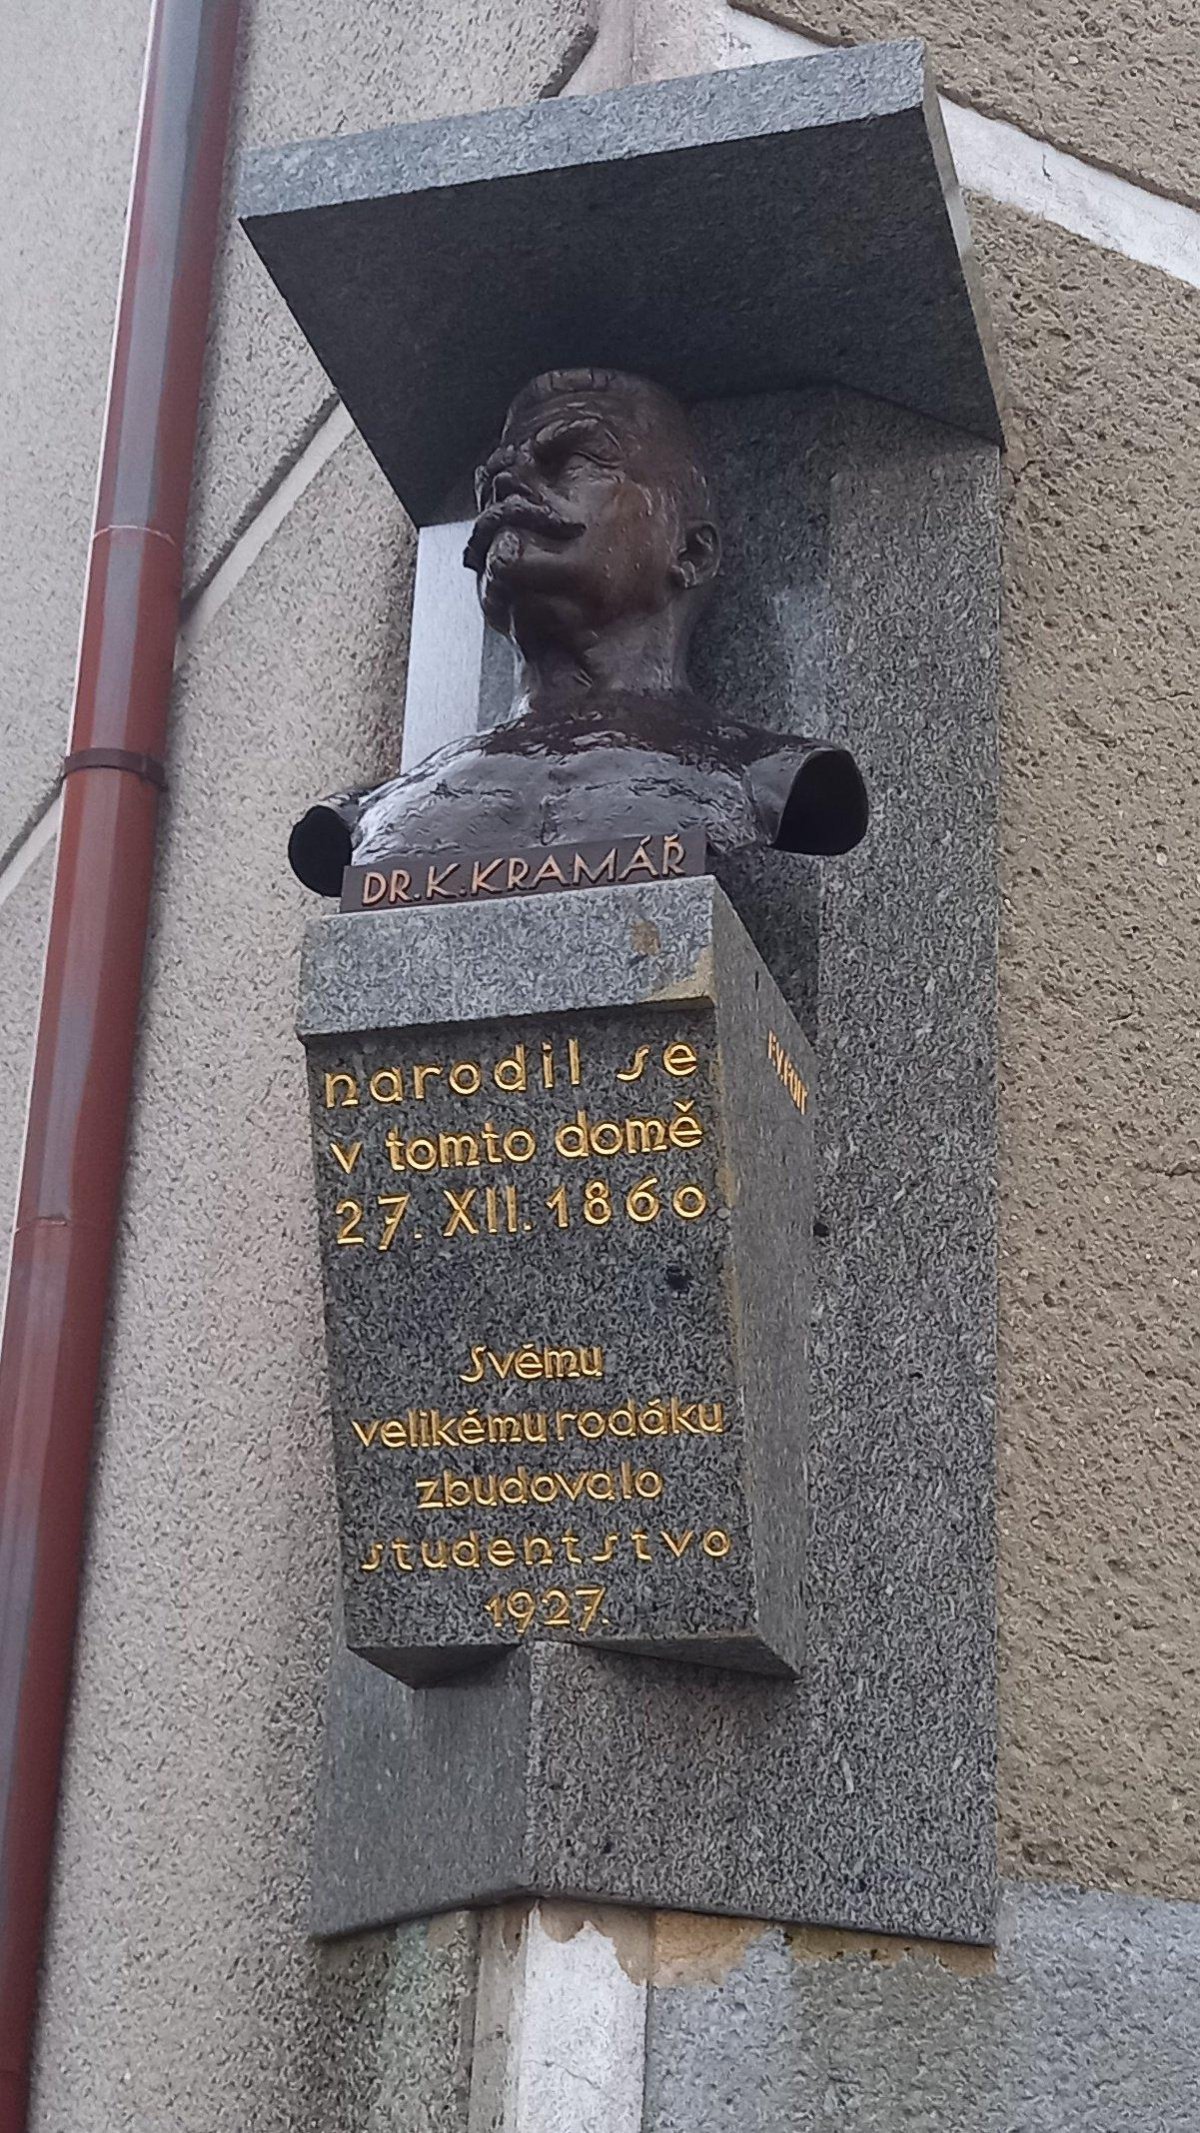 DR. K. KRAMÁŘ
narodil se
v tomto domě
27. XII. 1860
Svému
velikému rodáku
zbudovalo
studentstvo
1927.